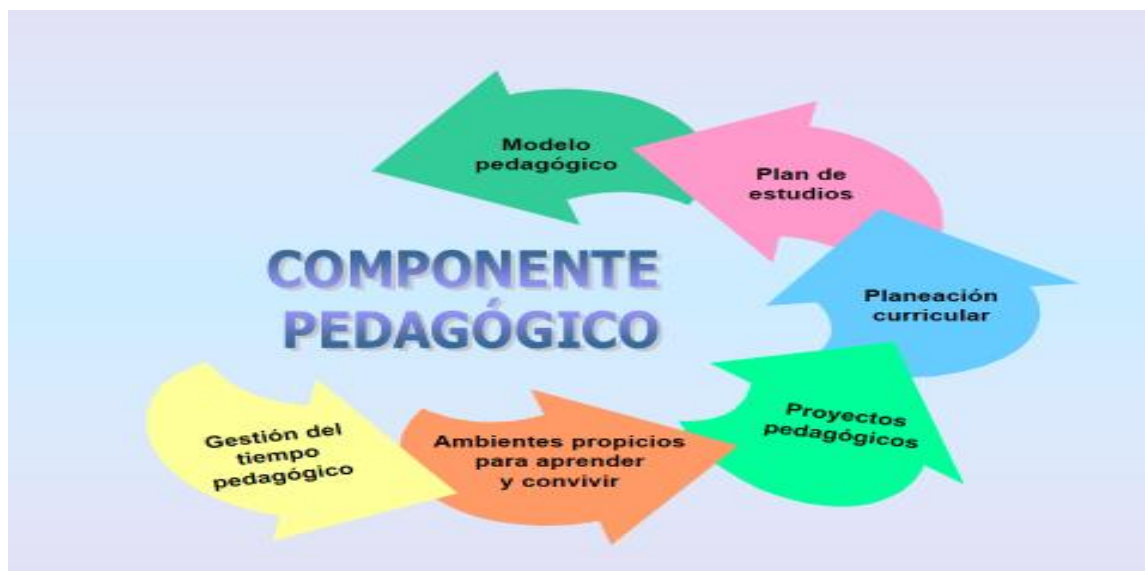 Modelo
pedagógico
Plan de
estudios
COMPONENTE
PEDAGÓGICO
Planeación
curricular
Proyectos
pedagógicos
Gestión del
tiempo
pedagógico
Ambientes propicios
para aprender
y convivir